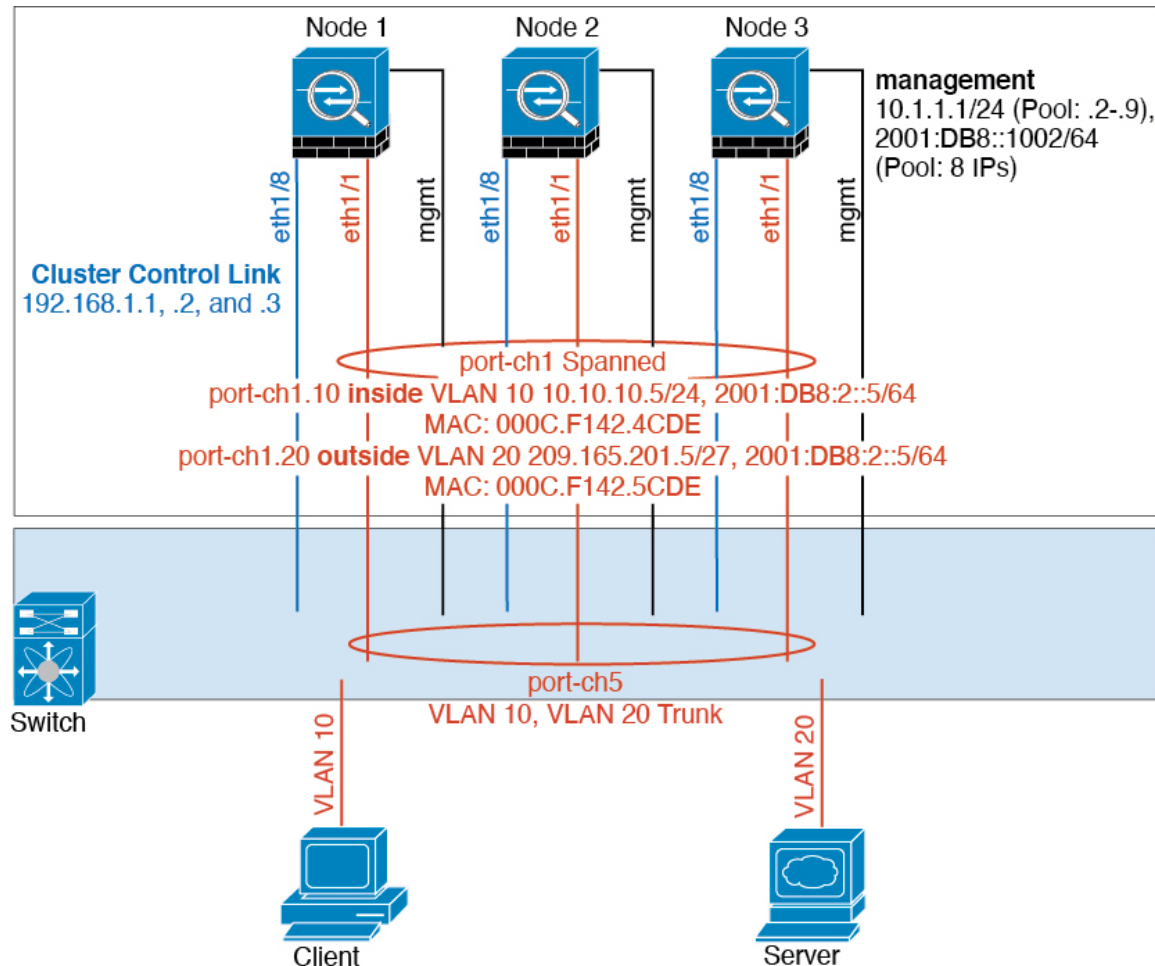 Node 1
Node 2
Node 3
management
10.1.1.1/24 (Pool: .2-.9),
2001:DB8::1002/64
(Pool: 8 IPs)
eth1/8
eth1/1
mgmt
eth1/8
eth1/1
mgmt
eth1/8
eth1/1
mgmt
Cluster Control Link
192.168.1.1, .2, and .3
port-ch1 Spanned
port-ch1.10 inside VLAN 10 10.10.10.5/24, 2001:DB8:2::5/64
MAC: 000C.F142.4CDE
port-ch1.20 outside VLAN 20 209.165.201.5/27, 2001:DB8:2::5/64
MAC: 000C.F142.5CDE
port-ch5
VLAN 10, VLAN 20 Trunk
Switch
VLAN 10
VLAN 20
Client
Server